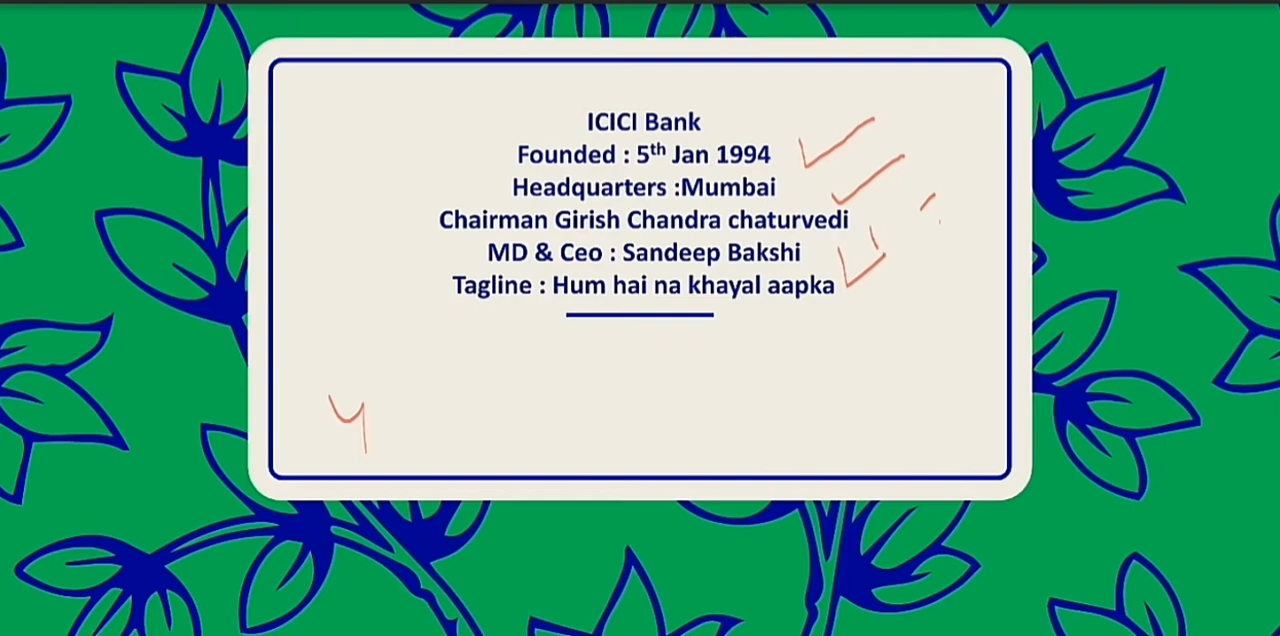 ICICI Bank
Founded : 5th Jan 1994
Headquarters :Mumbai
Chairman Girish Chandra chaturvedi
MD & Ceo : Sandeep Bakshi
Tagline : Hum hai na khayal aapka